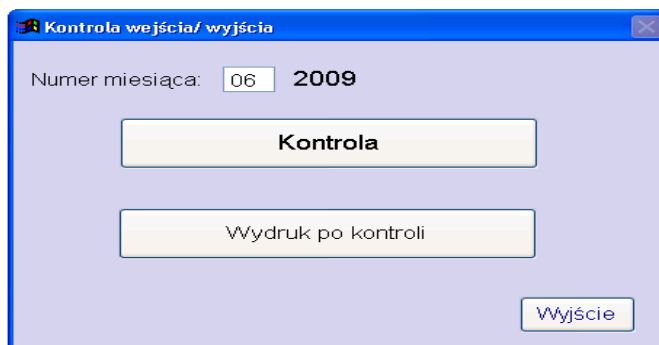 Kontrola wejścia/ wyjścia
Numer miesiąca: 06 2009
Kontrola
Wydruk po kontroli
Wyjście